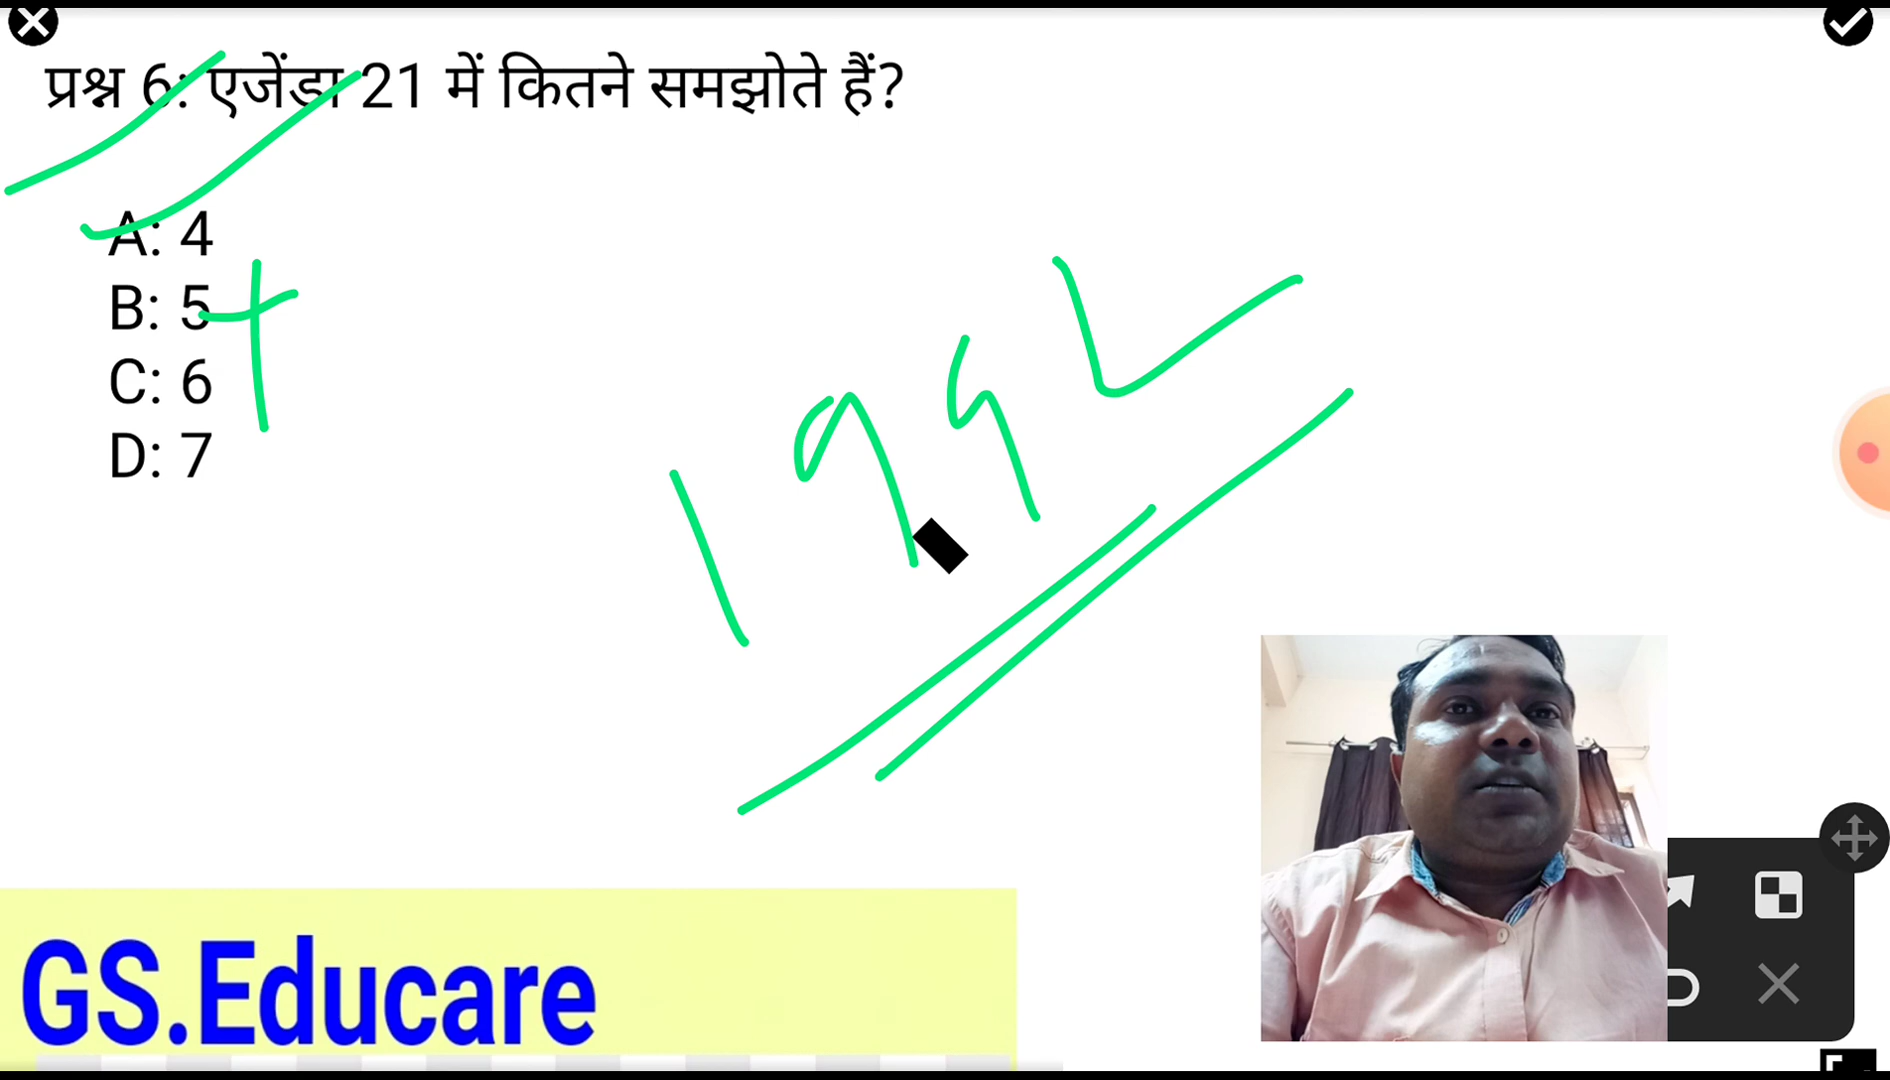 प्रश्न 6: एजेंडा 21 में कितने समझोते हैं?
A: 4
B: 5
C: 6
D: 7
1992
GS.Educare